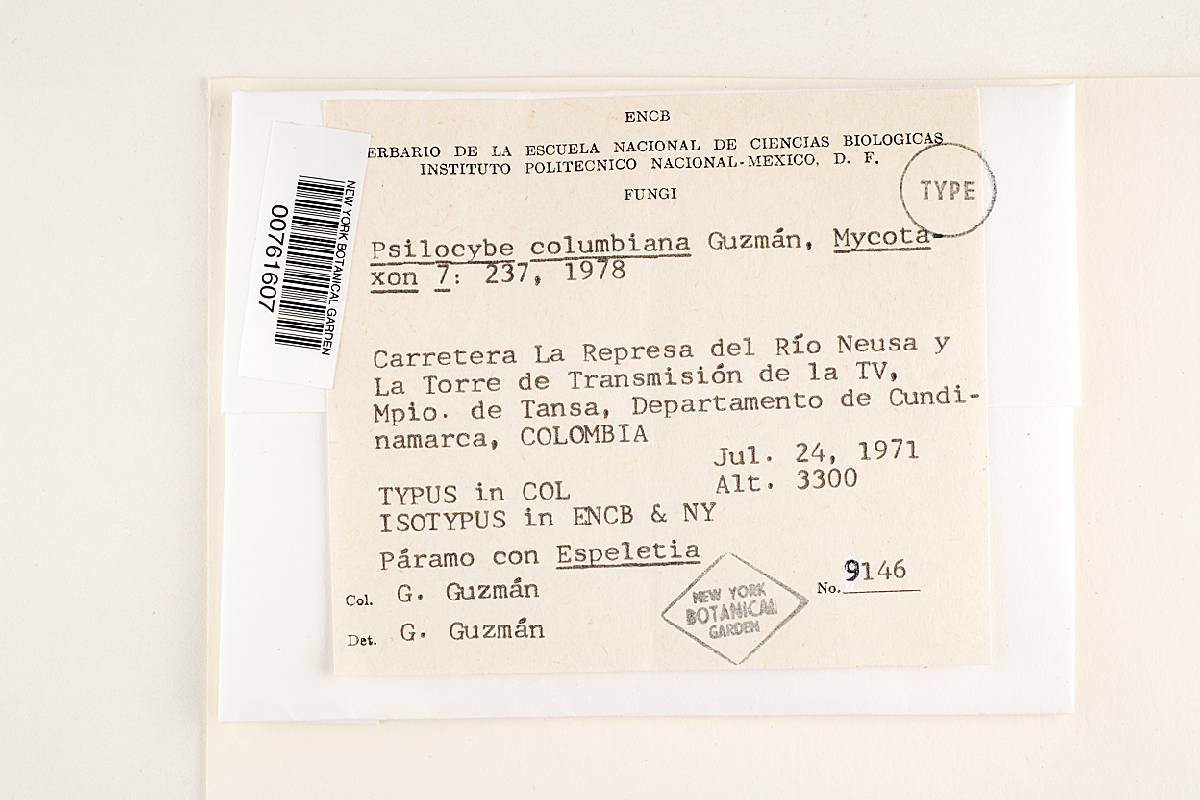 ENCB
ERBARIO DE LA ESCUELA NACIONAL DE CIENCIAS BIOLOGICAS
INSTITUTO POLITECNICO NACIONAL-MEXICO, D. F.
FUNGI
TYPE
NEW YORK BOTANICAL GARDEN
00761607
Psilocybe columbiana Guzmán, Mycota-
xon 7: 237, 1978
Carretera La Represa del Río Neusa y
La Torre de Transmisión de la TV,
Mpio. de Tansa, Departamento de Cundi-
namarca, COLOMBIA
Jul. 24, 1971
Alt. 3300
TYPUS in COL
ISOTYPUS in ENCB & NY
Páramo con Espeletia
Col. G. Guzmán
No. 9146
Det. G. Guzmán
NEW YORK
BOTANICAL
GARDEN